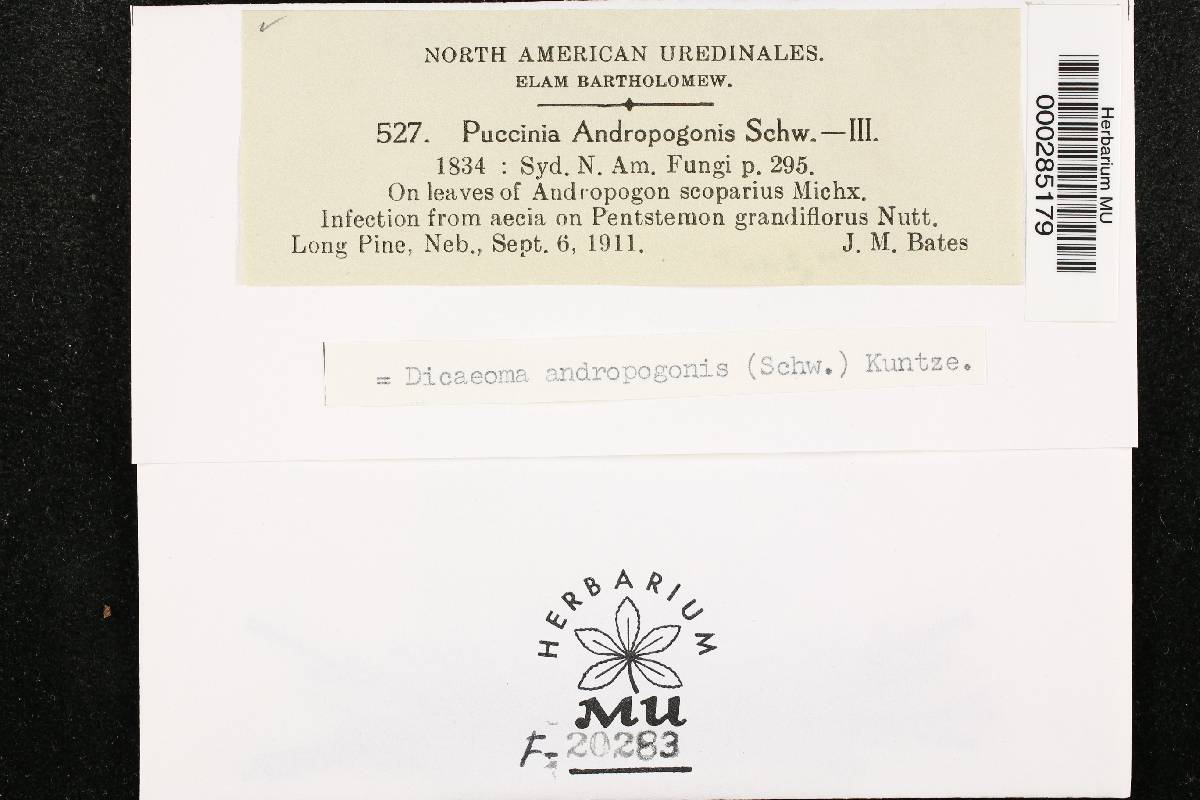 NORTH AMERICAN UREDINALES.
ELAM BARTHOLOMEW.
527. Puccinia Andropogonis Schw.—III.
1834 : Syd. N. Am. Fungi p. 295.
On leaves of Andropogon scoparius Michx.
Infection from aecia on Pentstemon grandiflorus Nutt.
Long Pine, Neb., Sept. 6, 1911. J. M. Bates
Herbarium MU
000285179
= Dicaeoma andropogonis (Schw.) Kuntze.
HERBARIUM
MU
F-20283